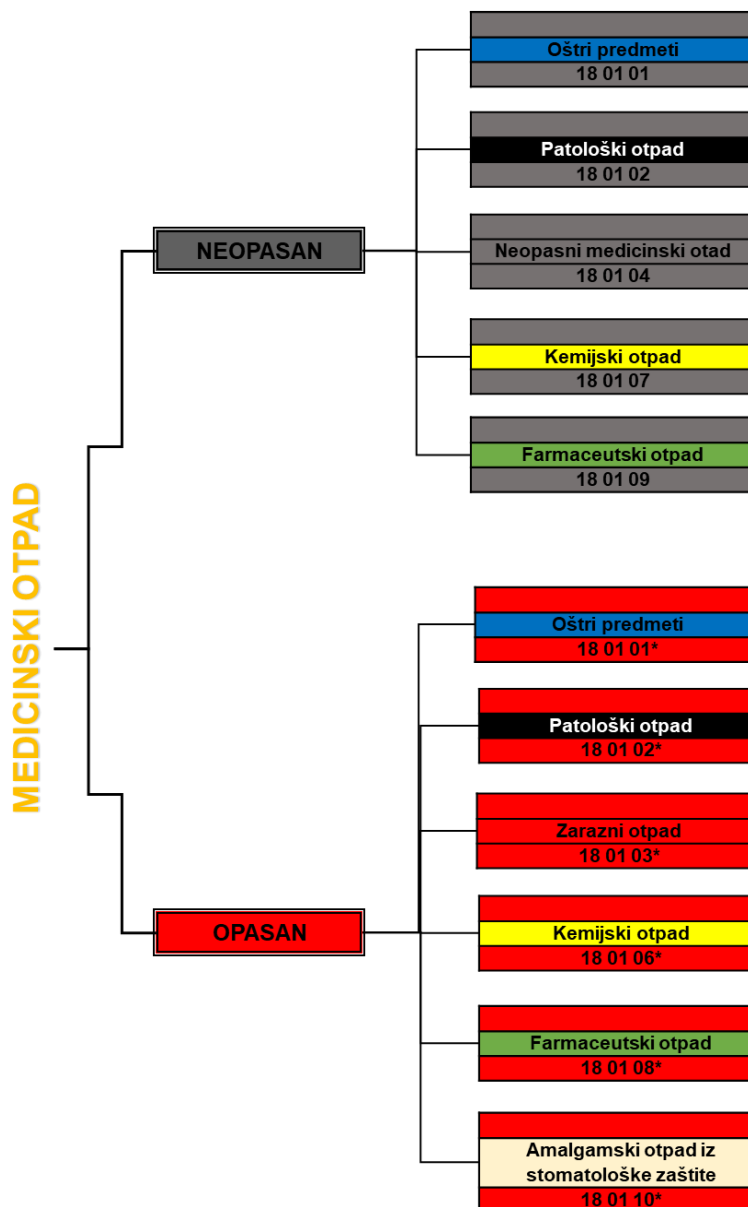 MEDICINSKI OTPAD
NEOPASAN
Oštri predmeti
18 01 01
Patološki otpad
18 01 02
Neopasni medicinski otad
18 01 04
Kemijski otpad
18 01 07
Farmaceutski otpad
18 01 09
OPASAN
Oštri predmeti
18 01 01*
Patološki otpad
18 01 02*
Zarazni otpad
18 01 03*
Kemijski otpad
18 01 06*
Farmaceutski otpad
18 01 08*
Amalgamski otpad iz
stomatološke zaštite
18 01 10*